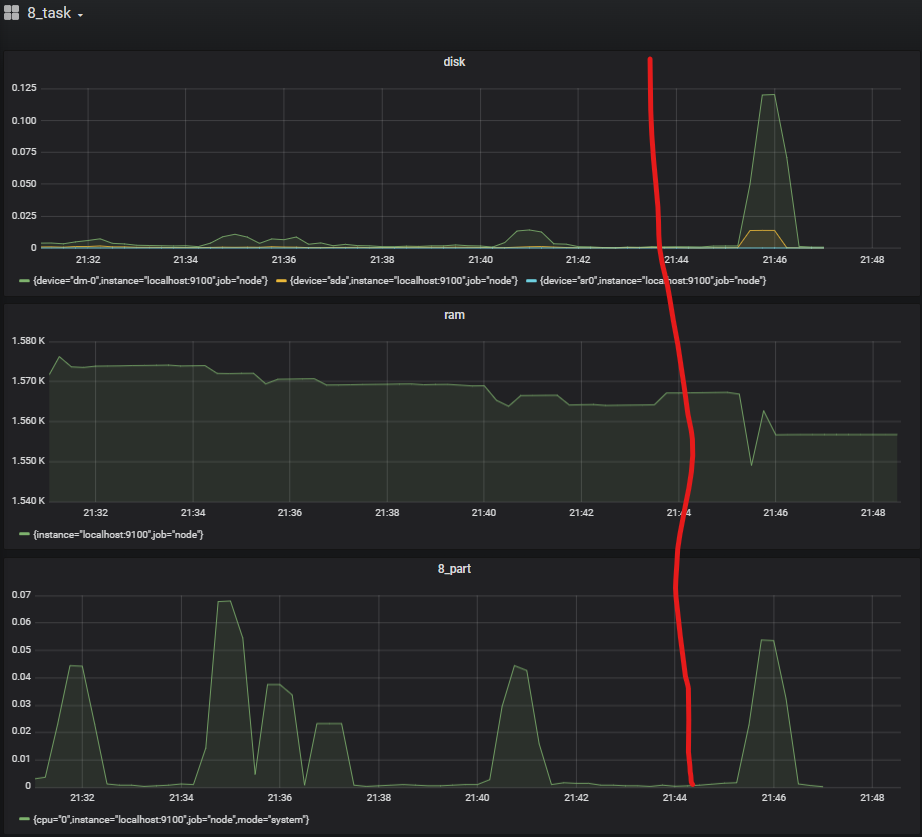 8_task
disk
0.125
0.100
0.075
0.050
0.025
0
21:32 21:34 21:36 21:38 21:40 21:42 21:44 21:46 21:48
{device="dm-0",instance="localhost:9100",job="node"} {device="sda",instance="localhost:9100",job="node"} {device="sr0",instance="localhost:9100",job="node"}
ram
1.580 K
1.570 K
1.560 K
1.550 K
1.540 K
21:32 21:34 21:36 21:38 21:40 21:42 21:44 21:46 21:48
{instance="localhost:9100",job="node"}
8_part
0.07
0.06
0.05
0.04
0.03
0.02
0.01
0
21:32 21:34 21:36 21:38 21:40 21:42 21:44 21:46 21:48
{cpu="0",instance="localhost:9100",job="node",mode="system"}